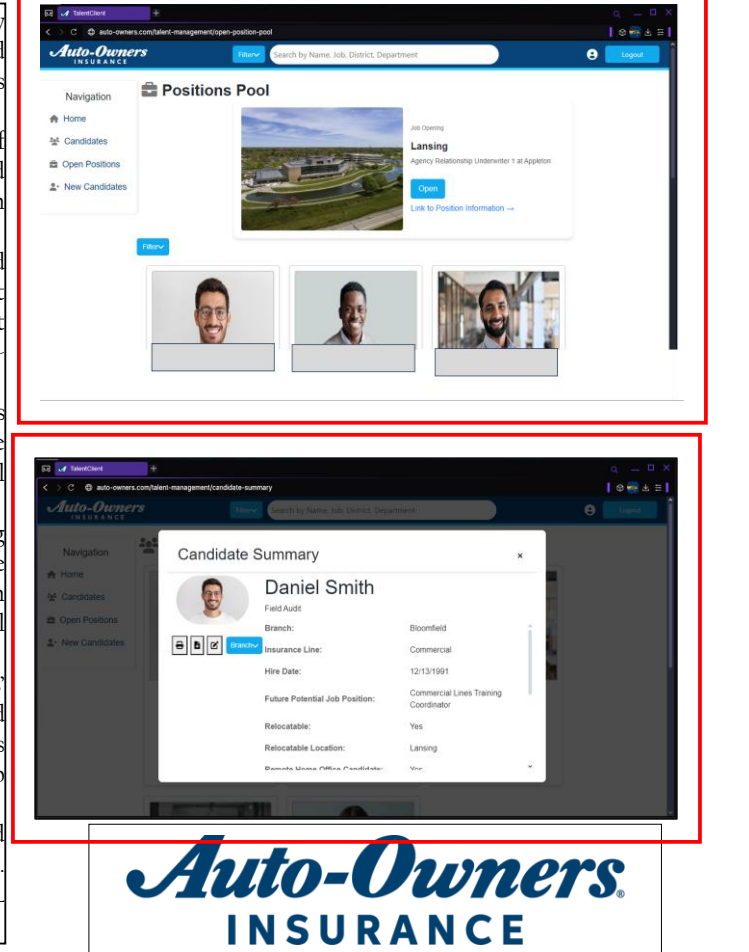 TalentClient
auto-owners.com/talent-management/open-position-pool
Auto-Owners
INSURANCE
Filter
Search by Name, Job, District, Department
Logout
Navigation
Home
Candidates
Open Positions
New Candidates
Positions Pool
Job Opening
Lansing
Agency Relationship Underwriter 1 at Appleton
Open
Link to Position Information →
Filter
TalentClient
auto-owners.com/talent-management/candidate-summary
Auto-Owners
INSURANCE
Filter
Search by Name, Job, District, Department
Logout
Navigation
Home
Candidates
Open Positions
New Candidates
Candidate Summary ×
Daniel Smith
Field Audit
Branch
Branch: Bloomfield
Insurance Line: Commercial
Hire Date: 12/13/1991
Future Potential Job Position: Commercial Lines Training
Coordinator
Relocatable: Yes
Relocatable Location: Lansing
Remote Home Office Candidate: Yes
Auto-Owners®
INSURANCE